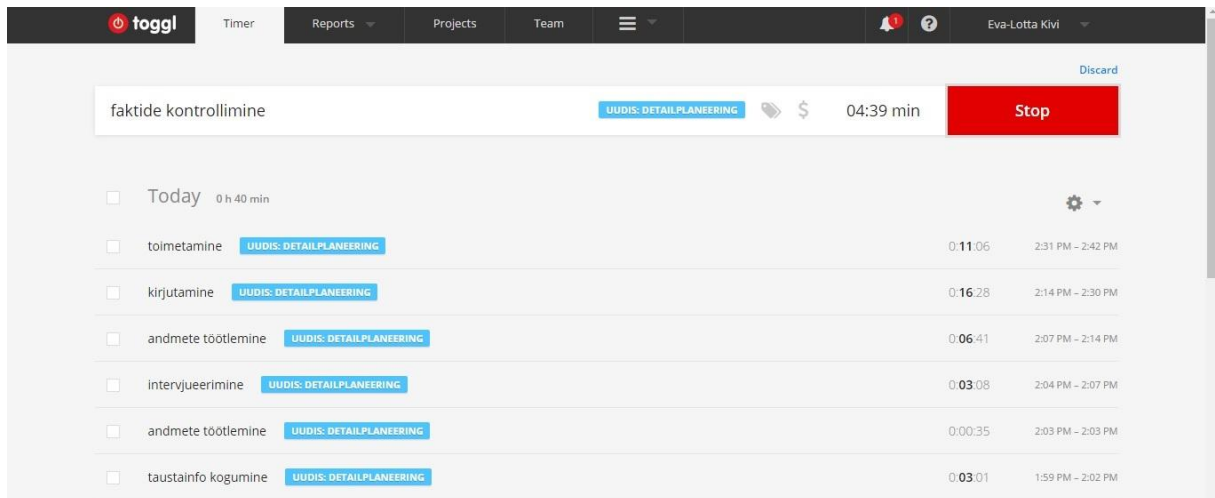 toggl Timer Reports Projects Team 1 ? Eva-Lotta Kivi
Discard
faktide kontrollimine UUDIS: DETAILPLANEERING $ 04:39 min Stop
Today 0 h 40 min
toimetamine UUDIS: DETAILPLANEERING 0:11:06 2:31 PM – 2:42 PM
kirjutamine UUDIS: DETAILPLANEERING 0:16:28 2:14 PM – 2:30 PM
andmete töötlemine UUDIS: DETAILPLANEERING 0:06:41 2:07 PM – 2:14 PM
intervjueerimine UUDIS: DETAILPLANEERING 0:03:08 2:04 PM – 2:07 PM
andmete töötlemine UUDIS: DETAILPLANEERING 0:00:35 2:03 PM – 2:03 PM
taustainfo kogumine UUDIS: DETAILPLANEERING 0:03:01 1:59 PM – 2:02 PM